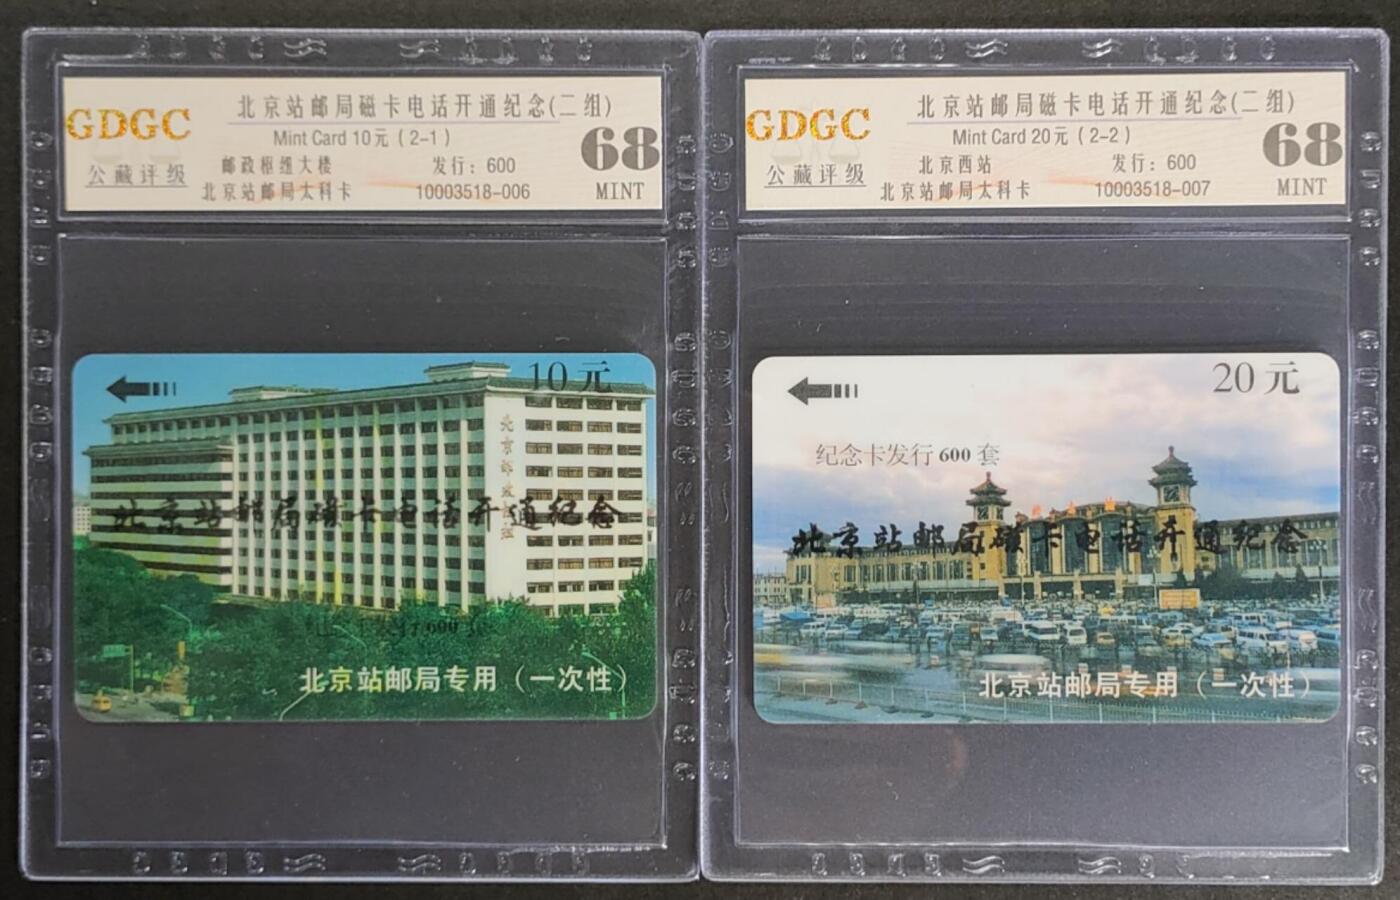 GDGC
公藏评级
北京站邮局磁卡电话开通纪念(二组)
Mint Card 10元 (2-1)
邮政枢纽大楼 发行: 600
北京站邮局太科卡 10003518-006
68
MINT
10元
北京站邮局磁卡电话开通纪念
发行600
北京站邮局专用 (一次性)
GDGC
公藏评级
北京站邮局磁卡电话开通纪念(二组)
Mint Card 20元 (2-2)
北京西站 发行: 600
北京站邮局太科卡 10003518-007
68
MINT
20元
纪念卡发行 600 套
北京站邮局磁卡电话开通纪念
北京站邮局专用 (一次性)